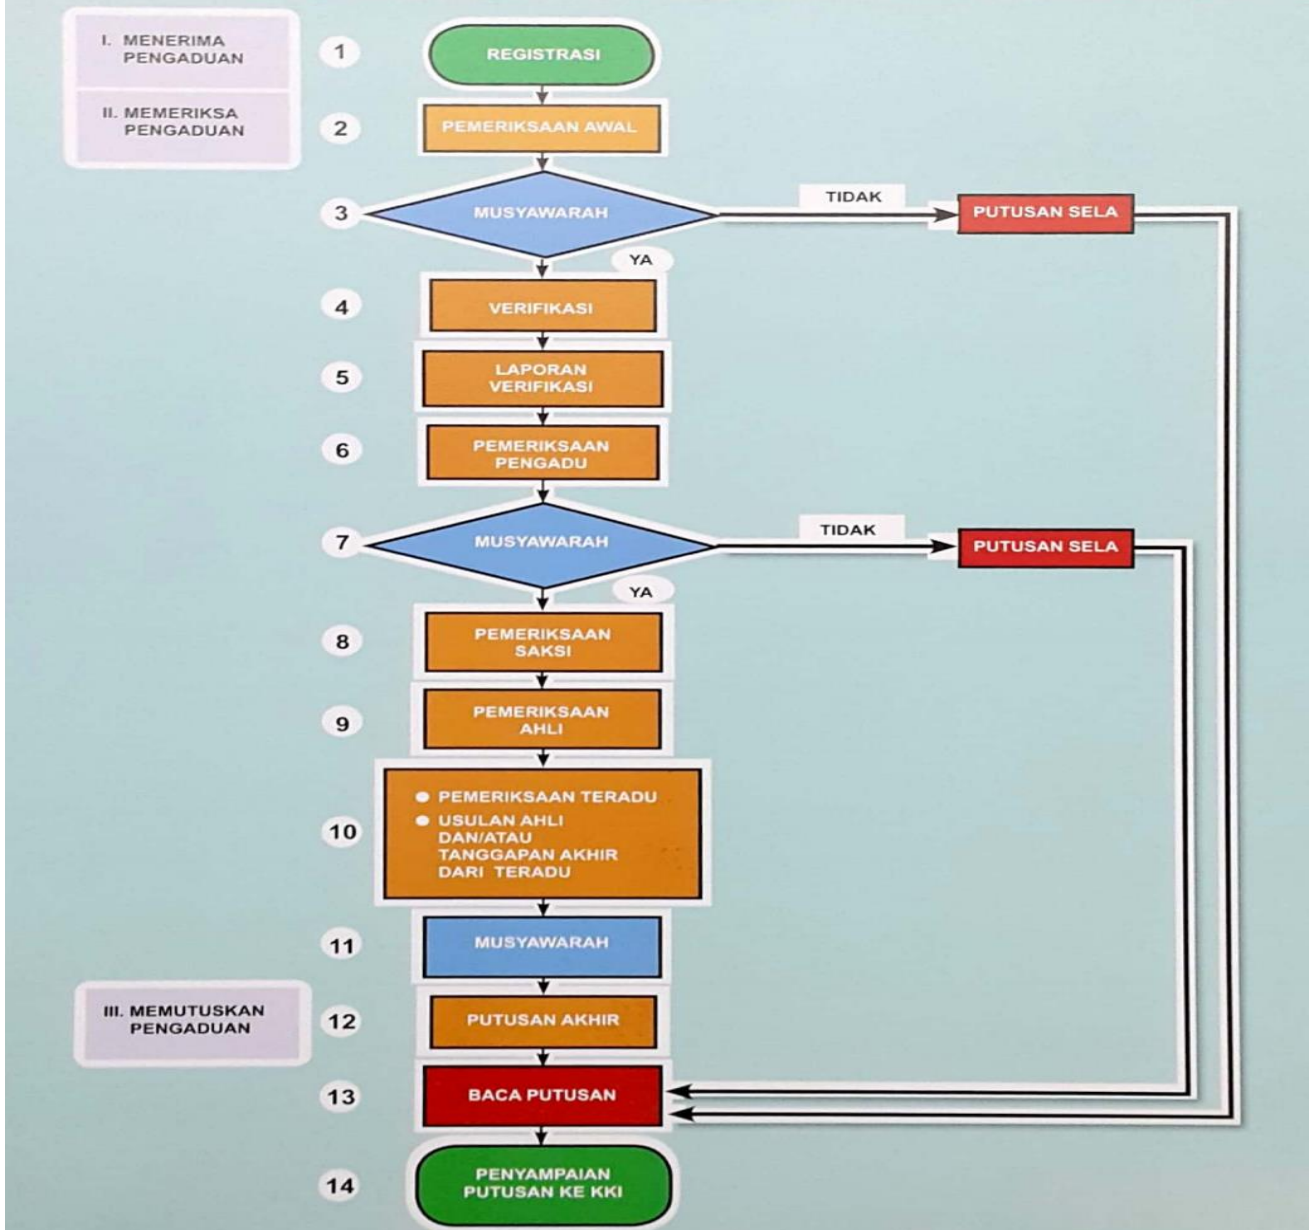 I. MENERIMA
PENGADUAN
1
REGISTRASI
II. MEMERIKSA
PENGADUAN
2
PEMERIKSAAN AWAL
3
MUSYAWARAH
TIDAK
PUTUSAN SELA
YA
4
VERIFIKASI
5
LAPORAN
VERIFIKASI
6
PEMERIKSAAN
PENGADU
7
MUSYAWARAH
TIDAK
PUTUSAN SELA
YA
8
PEMERIKSAAN
SAKSI
9
PEMERIKSAAN
AHLI
10
● PEMERIKSAAN TERADU
● USULAN AHLI
DAN/ATAU
TANGGAPAN AKHIR
DARI TERADU
11
MUSYAWARAH
III. MEMUTUSKAN
PENGADUAN
12
PUTUSAN AKHIR
13
BACA PUTUSAN
14
PENYAMPAIAN
PUTUSAN KE KKI